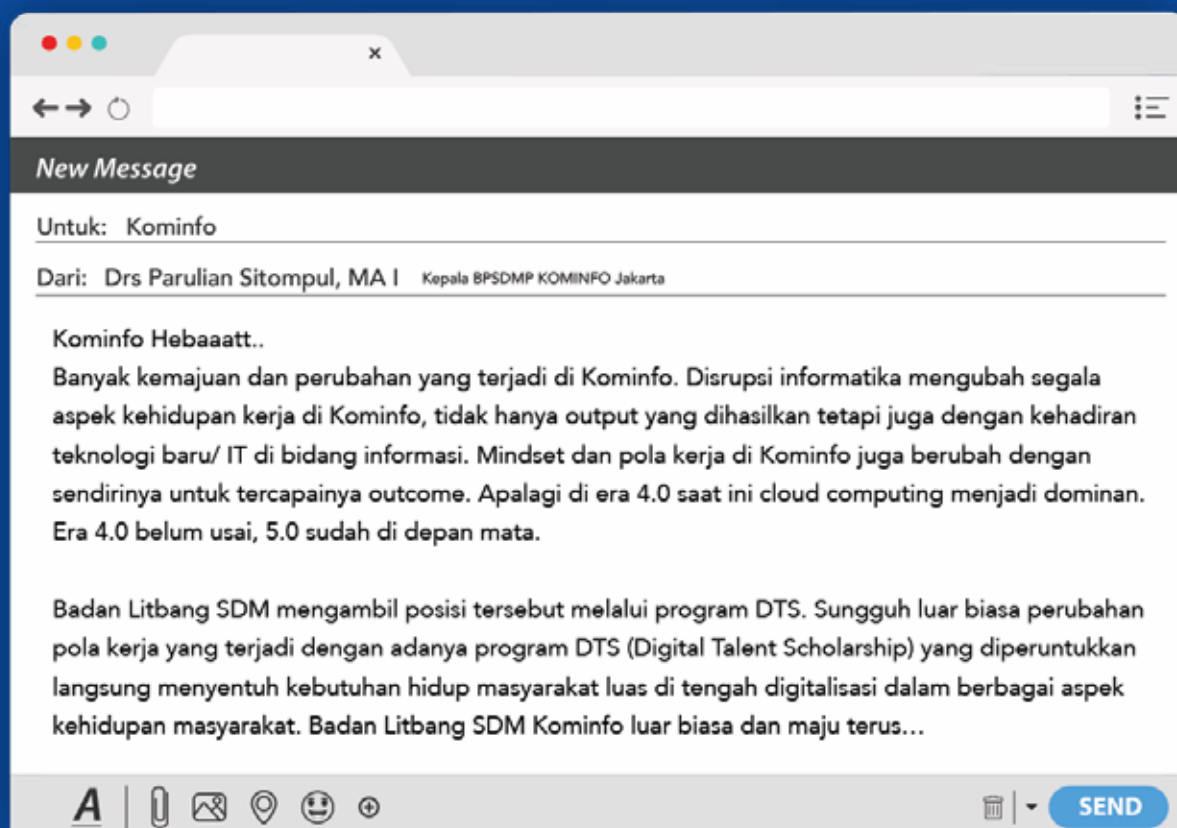 New Message
Untuk: Kominfo
Dari: Drs Parulian Sitompul, MA I Kepala BPSDMP KOMINFO Jakarta
Kominfo Hebaaatt..
Banyak kemajuan dan perubahan yang terjadi di Kominfo. Disrupsi informatika mengubah segala
aspek kehidupan kerja di Kominfo, tidak hanya output yang dihasilkan tetapi juga dengan kehadiran
teknologi baru/ IT di bidang informasi. Mindset dan pola kerja di Kominfo juga berubah dengan
sendirinya untuk tercapainya outcome. Apalagi di era 4.0 saat ini cloud computing menjadi dominan.
Era 4.0 belum usai, 5.0 sudah di depan mata.
Badan Litbang SDM mengambil posisi tersebut melalui program DTS. Sungguh luar biasa perubahan
pola kerja yang terjadi dengan adanya program DTS (Digital Talent Scholarship) yang diperuntukkan
langsung menyentuh kebutuhan hidup masyarakat luas di tengah digitalisasi dalam berbagai aspek
kehidupan masyarakat. Badan Litbang SDM Kominfo luar biasa dan maju terus...
A
SEND